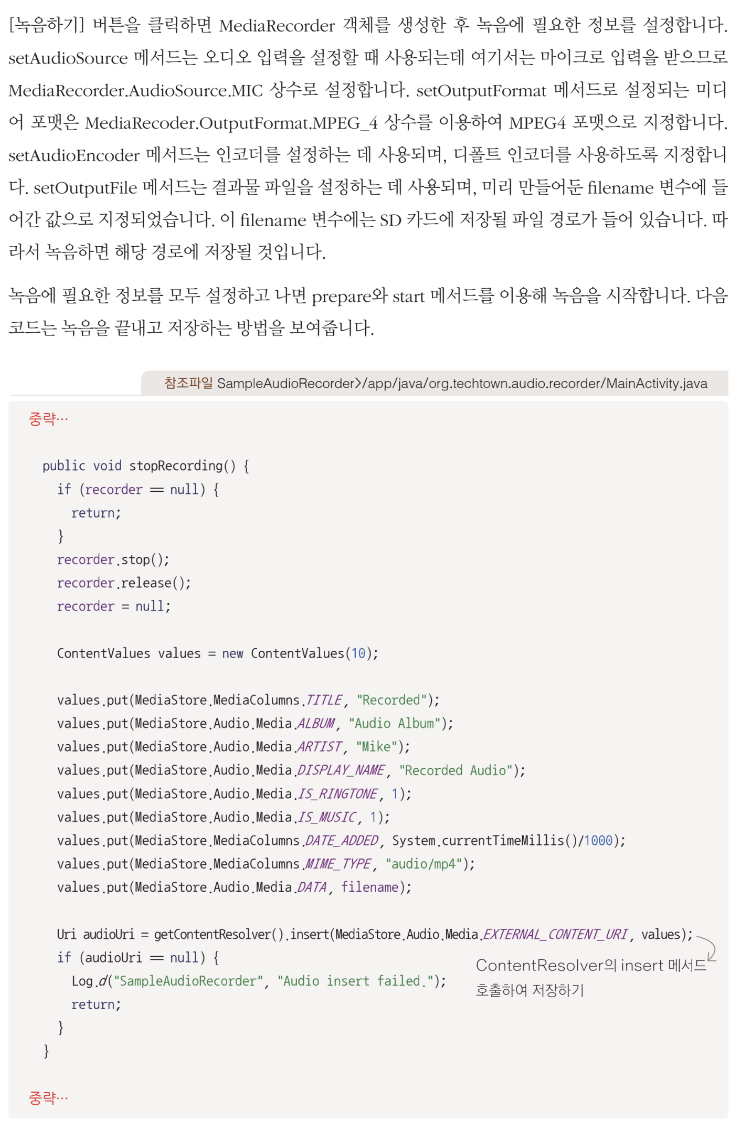 [녹음하기] 버튼을 클릭하면 MediaRecorder 객체를 생성한 후 녹음에 필요한 정보를 설정합니다.
setAudioSource 메서드는 오디오 입력을 설정할 때 사용되는데 여기서는 마이크로 입력을 받으므로
MediaRecorder.AudioSource.MIC 상수로 설정합니다. setOutputFormat 메서드로 설정되는 미디
어 포맷은 MediaRecoder.OutputFormat.MPEG_4 상수를 이용하여 MPEG4 포맷으로 지정합니다.
setAudioEncoder 메서드는 인코더를 설정하는 데 사용되며, 디폴트 인코더를 사용하도록 지정합니
다. setOutputFile 메서드는 결과물 파일을 설정하는 데 사용되며, 미리 만들어둔 filename 변수에 들
어간 값으로 지정되었습니다. 이 filename 변수에는 SD 카드에 저장될 파일 경로가 들어 있습니다. 따
라서 녹음하면 해당 경로에 저장될 것입니다.
녹음에 필요한 정보를 모두 설정하고 나면 prepare와 start 메서드를 이용해 녹음을 시작합니다. 다음
코드는 녹음을 끝내고 저장하는 방법을 보여줍니다.
참조파일 SampleAudioRecorder>/app/java/org.techtown.audio.recorder/MainActivity.java
중략…
public void stopRecording() {
if (recorder == null) {
return;
}
recorder.stop();
recorder.release();
recorder = null;
ContentValues values = new ContentValues(10);
values.put(MediaStore.MediaColumns.TITLE, "Recorded");
values.put(MediaStore.Audio.Media.ALBUM, "Audio Album");
values.put(MediaStore.Audio.Media.ARTIST, "Mike");
values.put(MediaStore.Audio.Media.DISPLAY_NAME, "Recorded Audio");
values.put(MediaStore.Audio.Media.IS_RINGTONE, 1);
values.put(MediaStore.Audio.Media.IS_MUSIC, 1);
values.put(MediaStore.MediaColumns.DATE_ADDED, System.currentTimeMillis()/1000);
values.put(MediaStore.MediaColumns.MIME_TYPE, "audio/mp4");
values.put(MediaStore.Audio.Media.DATA, filename);
Uri audioUri = getContentResolver().insert(MediaStore.Audio.Media.EXTERNAL_CONTENT_URI, values);
if (audioUri == null) {
ContentResolver의 insert 메서드
Log.d("SampleAudioRecorder", "Audio insert failed.");
호출하여 저장하기
return;
}
}
중략…